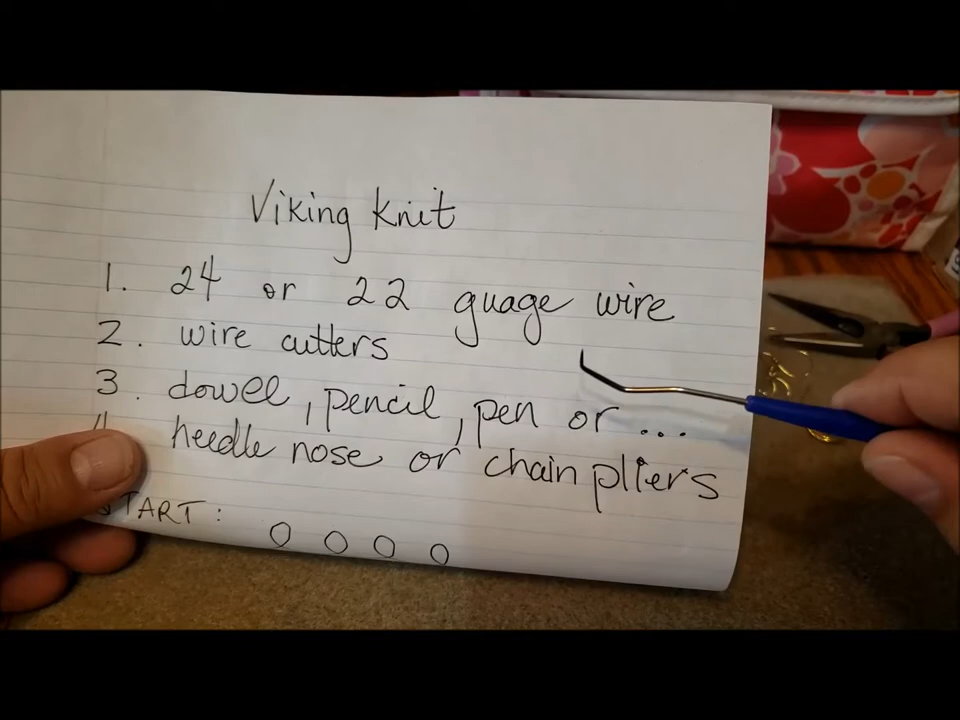 Viking Knit
1. 24 or 22 guage wire
2. wire cutters
3. dowel, pencil, pen or ...
4. needle nose or chain pliers
START: O O O O